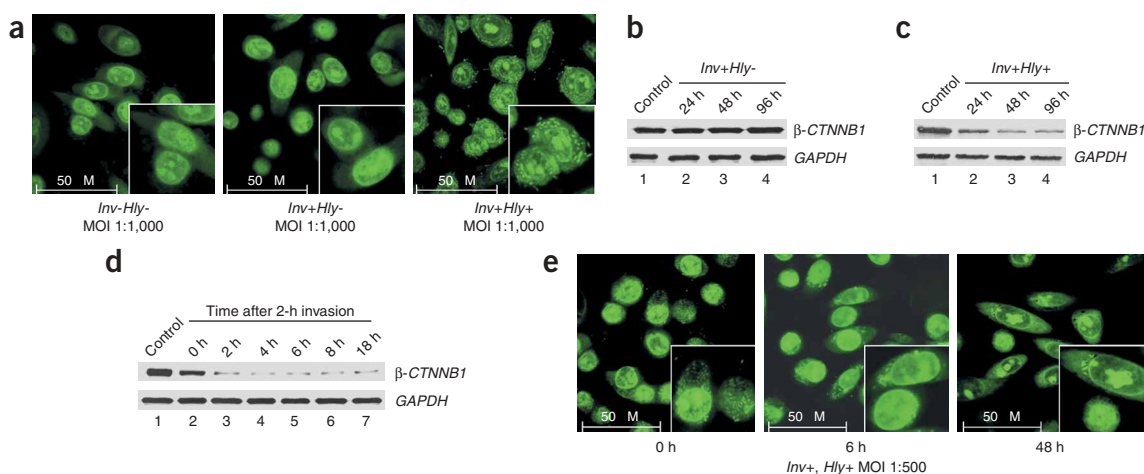 a
50 M
Inv-Hly-
MOI 1:1,000
50 M
Inv+Hly-
MOI 1:1,000
50 M
Inv+Hly+
MOI 1:1,000
b
Inv+Hly-
Control 24 h 48 h 96 h
β-CTNNB1
GAPDH
1 2 3 4
c
Inv+Hly+
Control 24 h 48 h 96 h
β-CTNNB1
GAPDH
1 2 3 4
d
Time after 2-h invasion
Control 0 h 2 h 4 h 6 h 8 h 18 h
β-CTNNB1
GAPDH
1 2 3 4 5 6 7
e
50 M
50 M
50 M
0 h 6 h 48 h
Inv+, Hly+ MOI 1:500